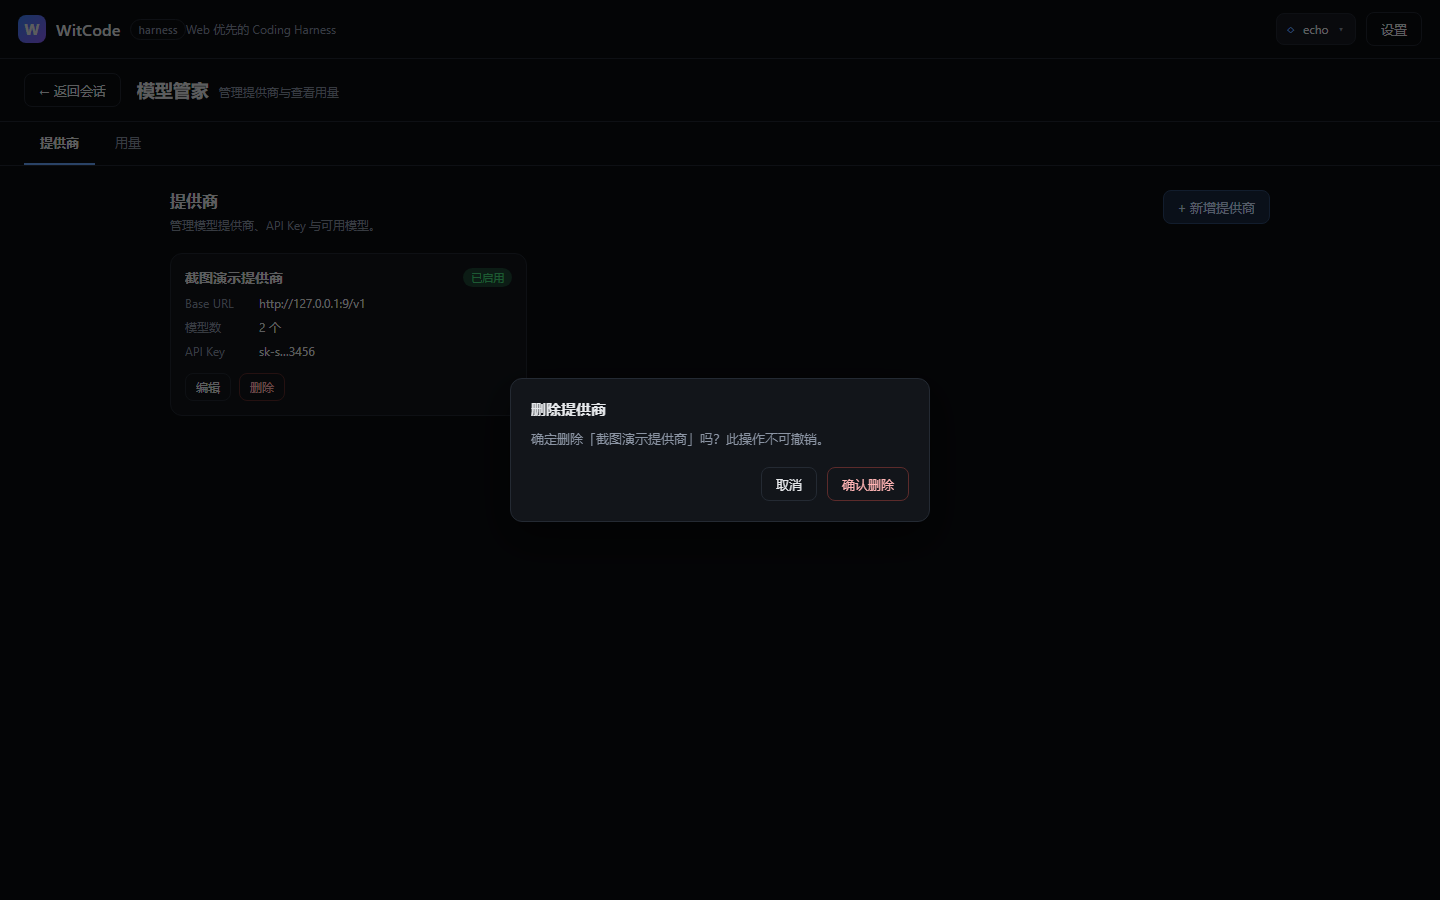 W WitCode harness Web 优先的 Coding Harness
◇ echo 设置
← 返回会话 模型管家 管理提供商与查看用量
提供商 用量
提供商
管理模型提供商、API Key 与可用模型。
+ 新增提供商
截图演示提供商 已启用
Base URL http://127.0.0.1:9/v1
模型数 2 个
API Key sk-s...3456
编辑 删除
删除提供商
确定删除「截图演示提供商」吗？此操作不可撤销。
取消 确认删除